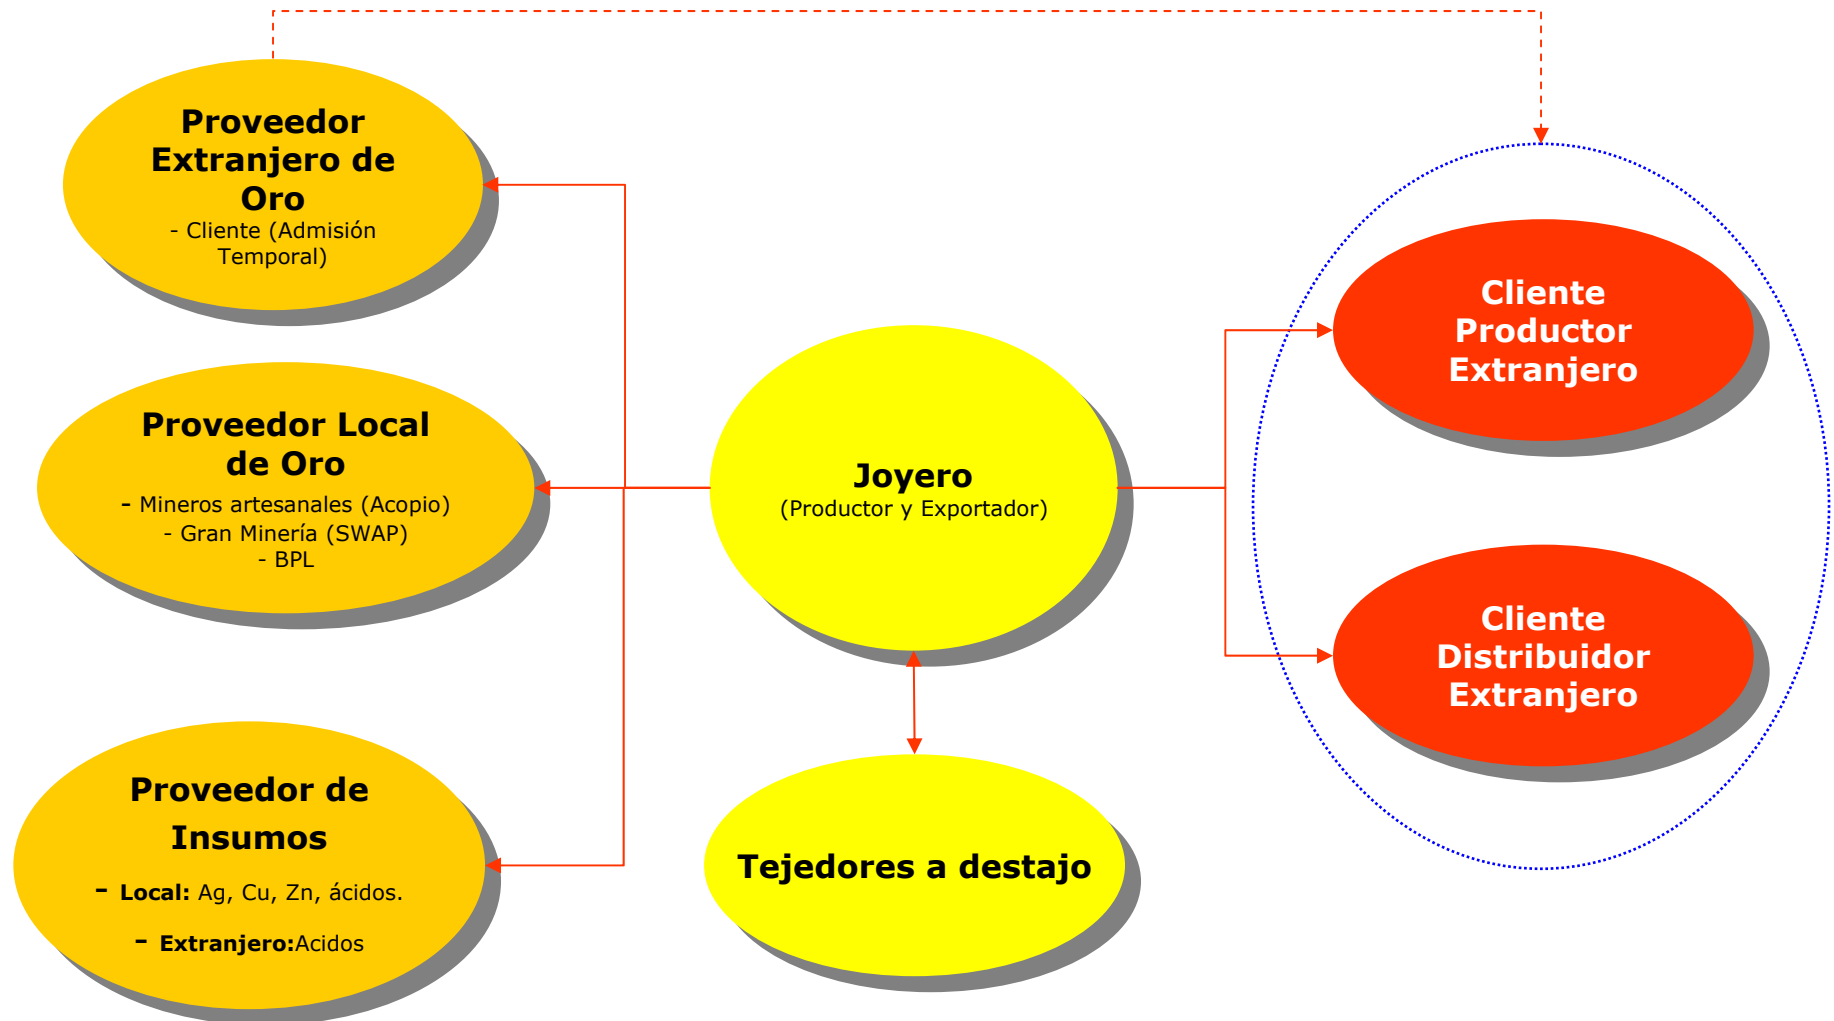 Proveedor
Extranjero de
Oro
- Cliente (Admisión
Temporal)
Proveedor Local
de Oro
- Mineros artesanales (Acopio)
- Gran Minería (SWAP)
- BPL
Proveedor de
Insumos
- Local: Ag, Cu, Zn, ácidos.
- Extranjero:Acidos
Joyero
(Productor y Exportador)
Tejedores a destajo
Cliente
Productor
Extranjero
Cliente
Distribuidor
Extranjero